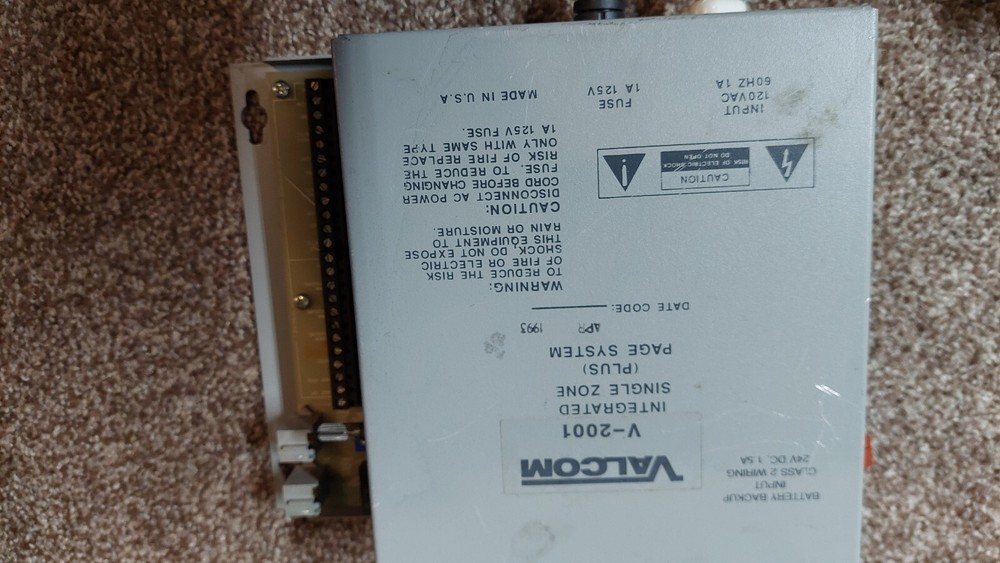 BATTERY BACKUP
INPUT
CLASS 2 WIRING
24V DC, 1.5A
VALCOM
V-2001
INTEGRATED
SINGLE ZONE
(PLUS)
PAGE SYSTEM
APR 1993
DATE CODE:
WARNING:
TO REDUCE THE RISK
OF FIRE OR ELECTRIC
SHOCK, DO NOT EXPOSE
THIS EQUIPMENT TO
RAIN OR MOISTURE.
CAUTION:
DISCONNECT AC POWER
CORD BEFORE CHANGING
FUSE. TO REDUCE THE
RISK OF FIRE REPLACE
ONLY WITH SAME TYPE
1A 125V FUSE.
CAUTION
RISK OF ELECTRIC SHOCK
DO NOT OPEN
INPUT
120VAC
60HZ 1A
FUSE
1A 125V
MADE IN U.S.A